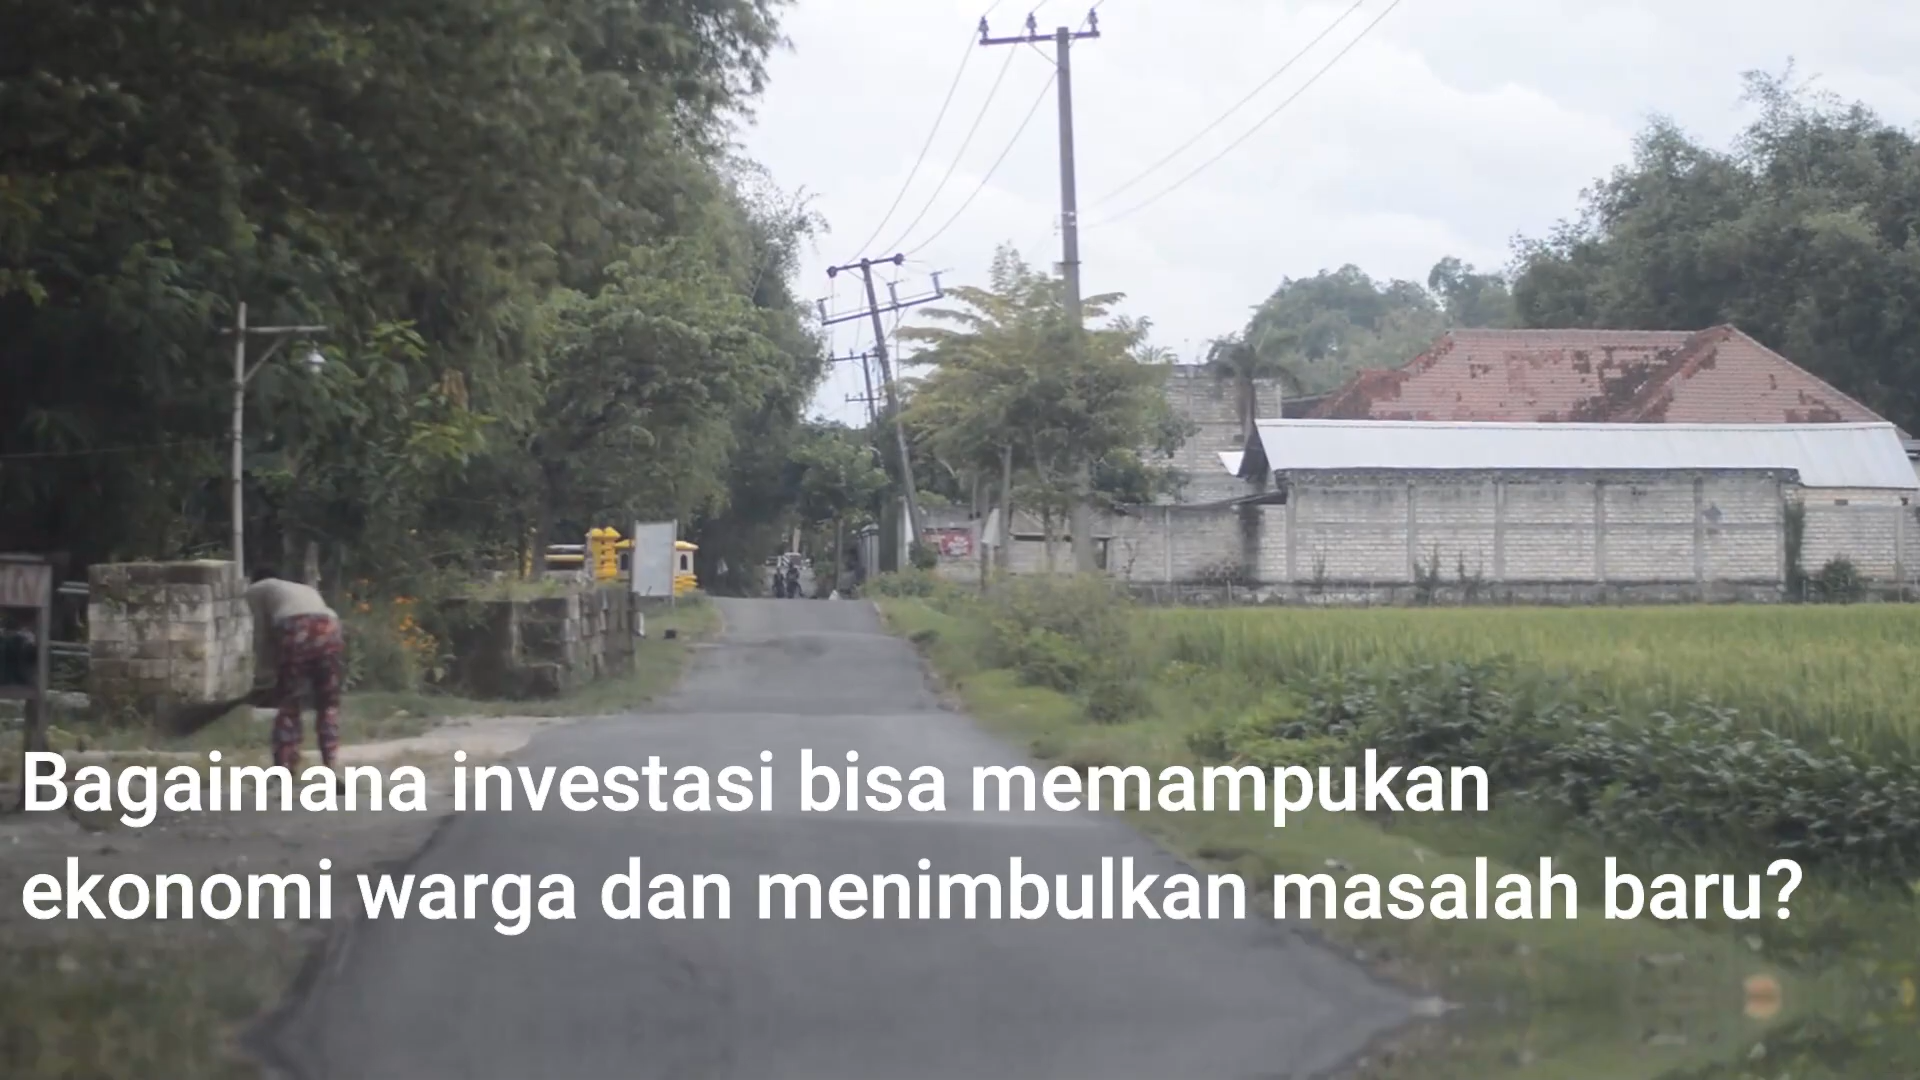 Bagaimana investasi bisa memampukan
ekonomi warga dan menimbulkan masalah baru?